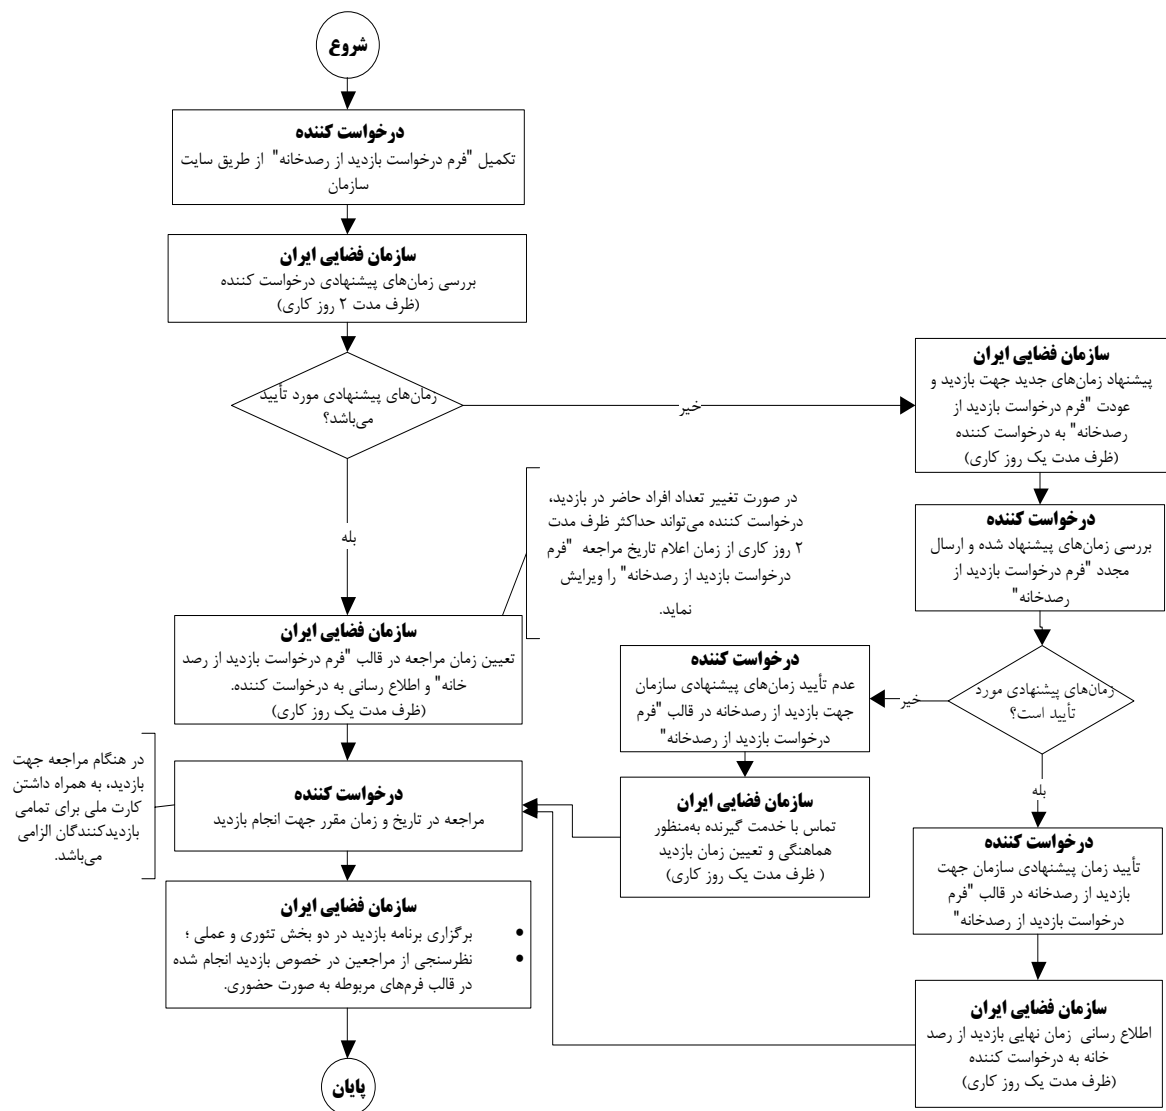 شروع
درخواست کننده
تکمیل "فرم درخواست بازدید از رصدخانه" از طریق سایت
سازمان
سازمان فضایی ایران
بررسی زمان‌های پیشنهادی درخواست کننده
(ظرف مدت ۲ روز کاری)
زمان‌های پیشنهادی مورد تأیید
می‌باشد؟
خیر
بله
سازمان فضایی ایران
پیشنهاد زمان‌های جدید جهت بازدید و
عودت "فرم درخواست بازدید از
رصدخانه" به درخواست کننده
(ظرف مدت یک روز کاری)
درخواست کننده
بررسی زمان‌های پیشنهاد شده و ارسال
مجدد "فرم درخواست بازدید از
رصدخانه"
زمان‌های پیشنهادی مورد
تأیید است؟
خیر
بله
در صورت تغییر تعداد افراد حاضر در بازدید،
درخواست کننده می‌تواند حداکثر ظرف مدت
۲ روز کاری از زمان اعلام تاریخ مراجعه "فرم
درخواست بازدید از رصدخانه" را ویرایش
نماید.
سازمان فضایی ایران
تعیین زمان مراجعه در قالب "فرم درخواست بازدید از رصد
خانه" و اطلاع رسانی به درخواست کننده.
(ظرف مدت یک روز کاری)
درخواست کننده
عدم تأیید زمان‌های پیشنهادی سازمان
جهت بازدید از رصدخانه در قالب "فرم
درخواست بازدید از رصدخانه"
سازمان فضایی ایران
تماس با خدمت گیرنده به‌منظور
هماهنگی و تعیین زمان بازدید
( ظرف مدت یک روز کاری)
درخواست کننده
تأیید زمان پیشنهادی سازمان جهت
بازدید از رصدخانه در قالب "فرم
درخواست بازدید از رصدخانه"
سازمان فضایی ایران
اطلاع رسانی زمان نهایی بازدید از رصد
خانه به درخواست کننده
(ظرف مدت یک روز کاری)
درخواست کننده
مراجعه در تاریخ و زمان مقرر جهت انجام بازدید
در هنگام مراجعه جهت
بازدید، به همراه داشتن
کارت ملی برای تمامی
بازدیدکنندگان الزامی
می‌باشد.
سازمان فضایی ایران
• برگزاری برنامه بازدید در دو بخش تئوری و عملی ؛
• نظرسنجی از مراجعین در خصوص بازدید انجام شده
در قالب فرم‌های مربوطه به صورت حضوری.
پایان